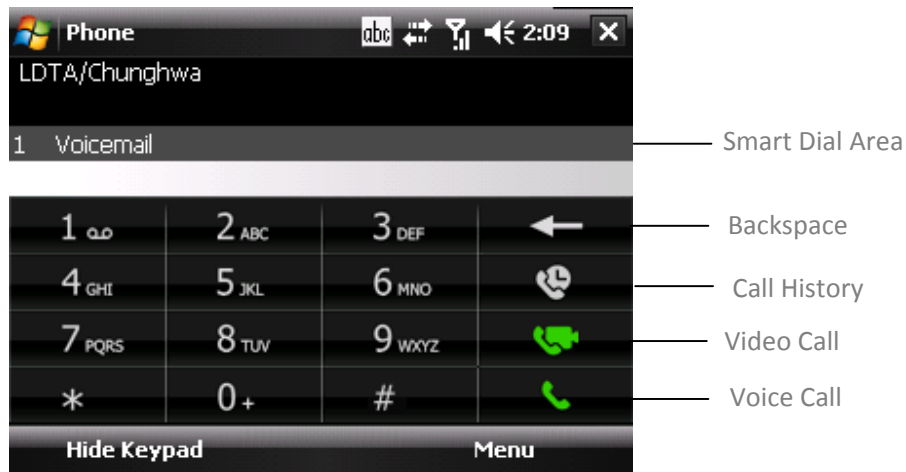 Phone abc 2:09
LDTA/Chunghwa
1 Voicemail
Smart Dial Area
1 2 ABC 3 DEF
Backspace
4 GHI 5 JKL 6 MNO
Call History
7 PQRS 8 TUV 9 WXYZ
Video Call
* 0 + #
Voice Call
Hide Keypad Menu